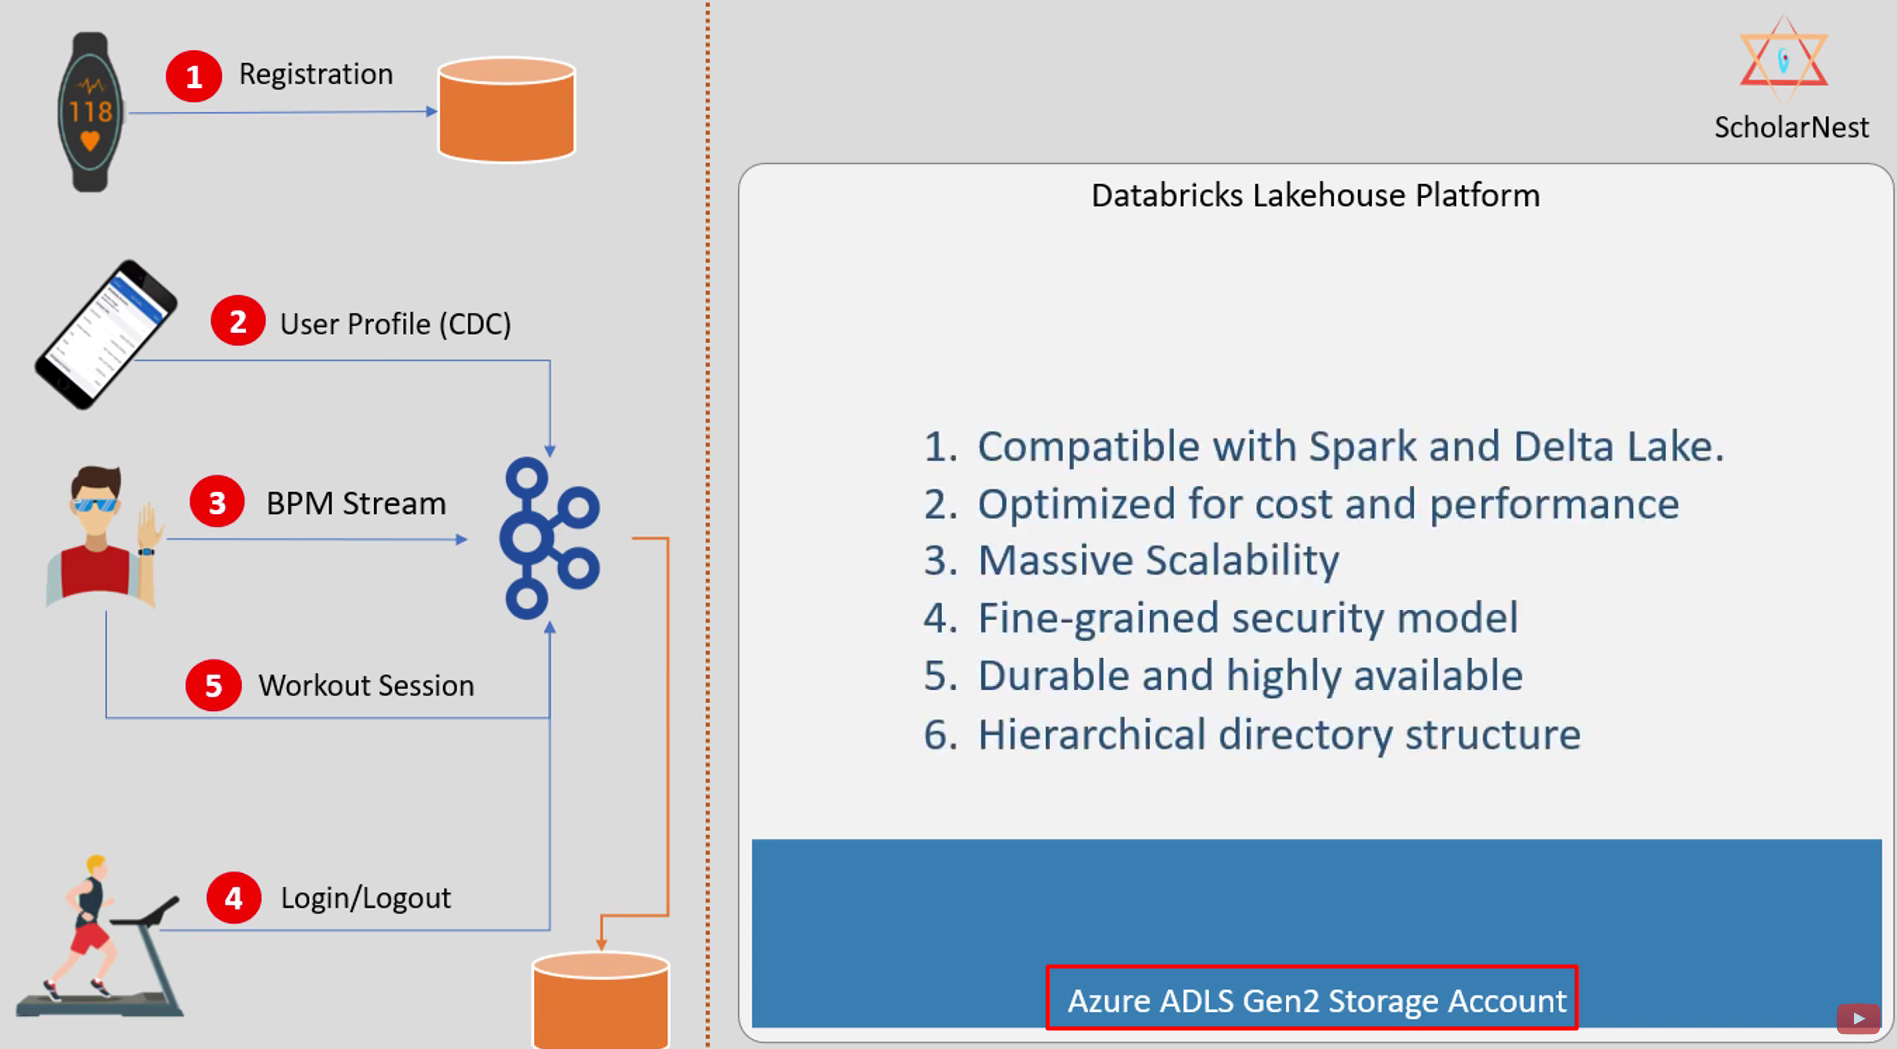 118
1 Registration
ScholarNest
2 User Profile (CDC)
3 BPM Stream
5 Workout Session
4 Login/Logout
Databricks Lakehouse Platform
1. Compatible with Spark and Delta Lake.
2. Optimized for cost and performance
3. Massive Scalability
4. Fine-grained security model
5. Durable and highly available
6. Hierarchical directory structure
Azure ADLS Gen2 Storage Account